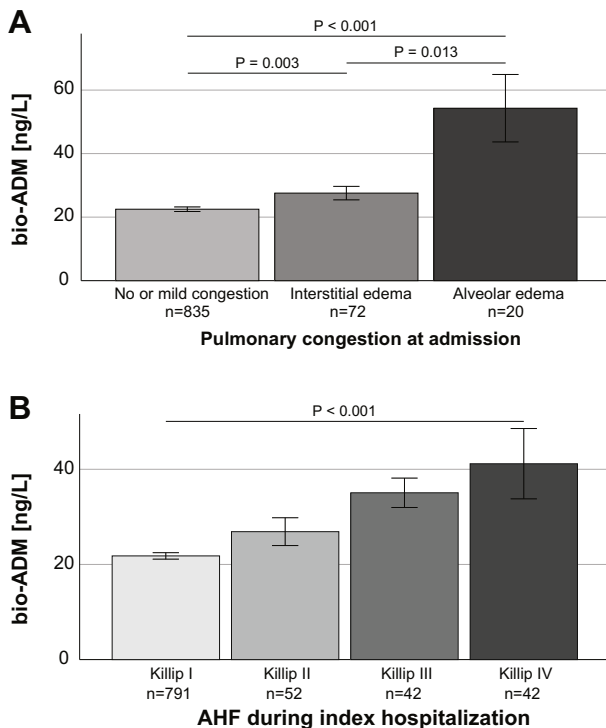 A
P < 0.001
P = 0.003
P = 0.013
bio-ADM [ng/L]
60
40
20
0
No or mild congestion
n=835
Interstitial edema
n=72
Alveolar edema
n=20
Pulmonary congestion at admission
B
P < 0.001
bio-ADM [ng/L]
40
20
0
Killip I
n=791
Killip II
n=52
Killip III
n=42
Killip IV
n=42
AHF during index hospitalization